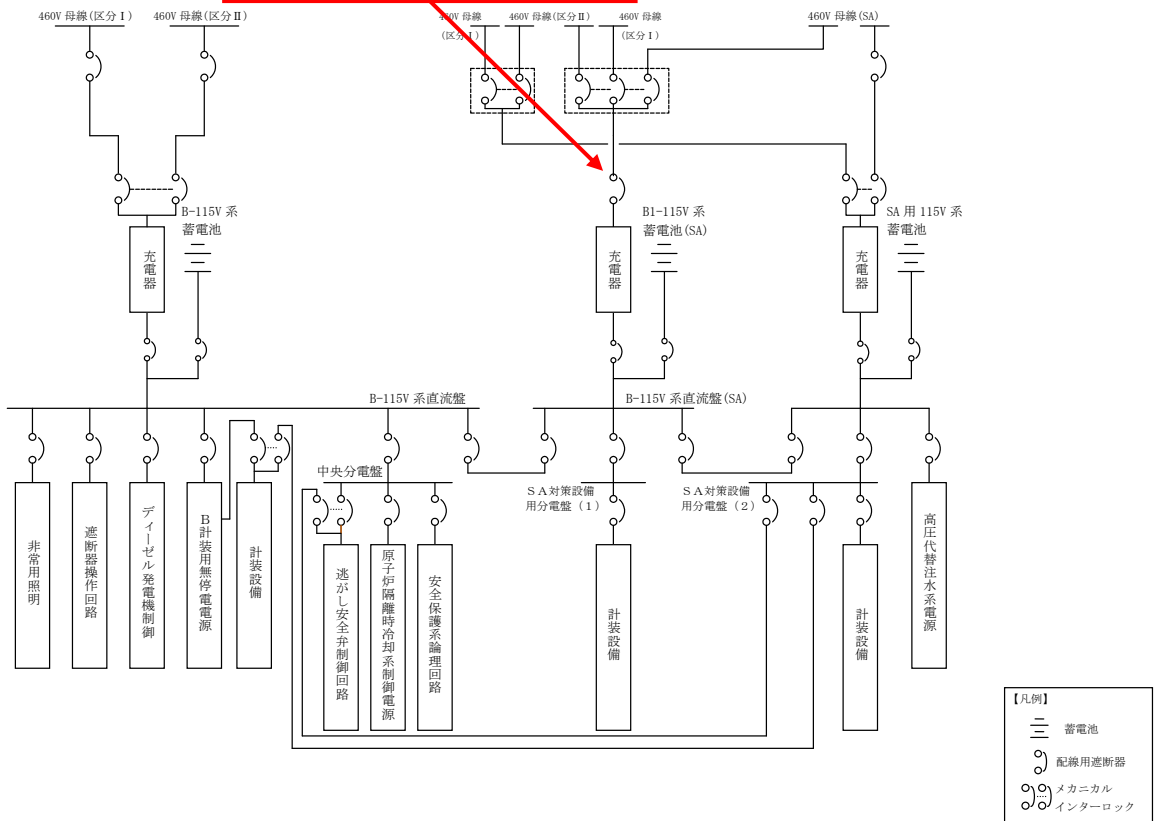 460V 母線(区分Ⅰ)
460V 母線(区分Ⅱ)
460V 母線
(区分Ⅰ)
460V 母線(区分Ⅱ)
460V 母線
(区分Ⅰ)
460V 母線(SA)
B-115V 系
蓄電池
B1-115V 系
蓄電池(SA)
SA 用 115V 系
蓄電池
充電器
充電器
充電器
B-115V 系直流盤
B-115V 系直流盤(SA)
中央分電盤
SA対策設備
用分電盤(1)
SA対策設備
用分電盤(2)
非常用照明
遮断器操作回路
ディーゼル発電機制御
B計装用無停電電源
計装設備
逃がし安全弁制御回路
原子炉隔離時冷却系制御電源
安全保護系論理回路
計装設備
計装設備
高圧代替注水系電源
【凡例】
蓄電池
配線用遮断器
メカニカル
インターロック